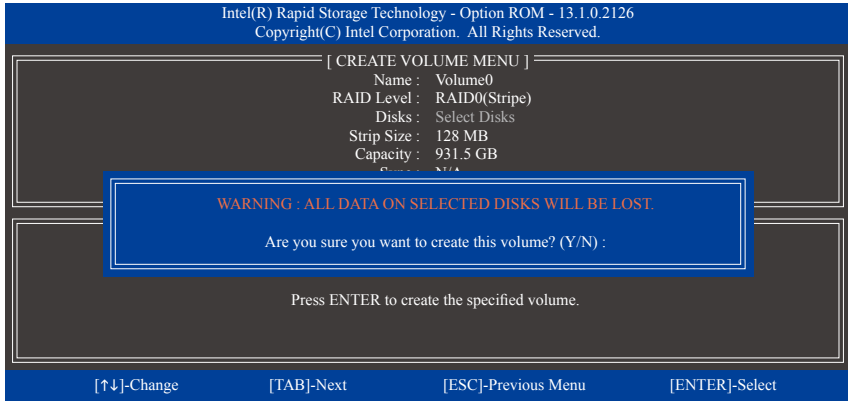 Intel(R) Rapid Storage Technology - Option ROM - 13.1.0.2126
Copyright(C) Intel Corporation. All Rights Reserved.
[ CREATE VOLUME MENU ]
Name : Volume0
RAID Level : RAID0(Stripe)
Disks : Select Disks
Strip Size : 128 MB
Capacity : 931.5 GB
Sync : N/A
WARNING : ALL DATA ON SELECTED DISKS WILL BE LOST.
Are you sure you want to create this volume? (Y/N) :
Press ENTER to create the specified volume.
[↑↓]-Change [TAB]-Next [ESC]-Previous Menu [ENTER]-Select